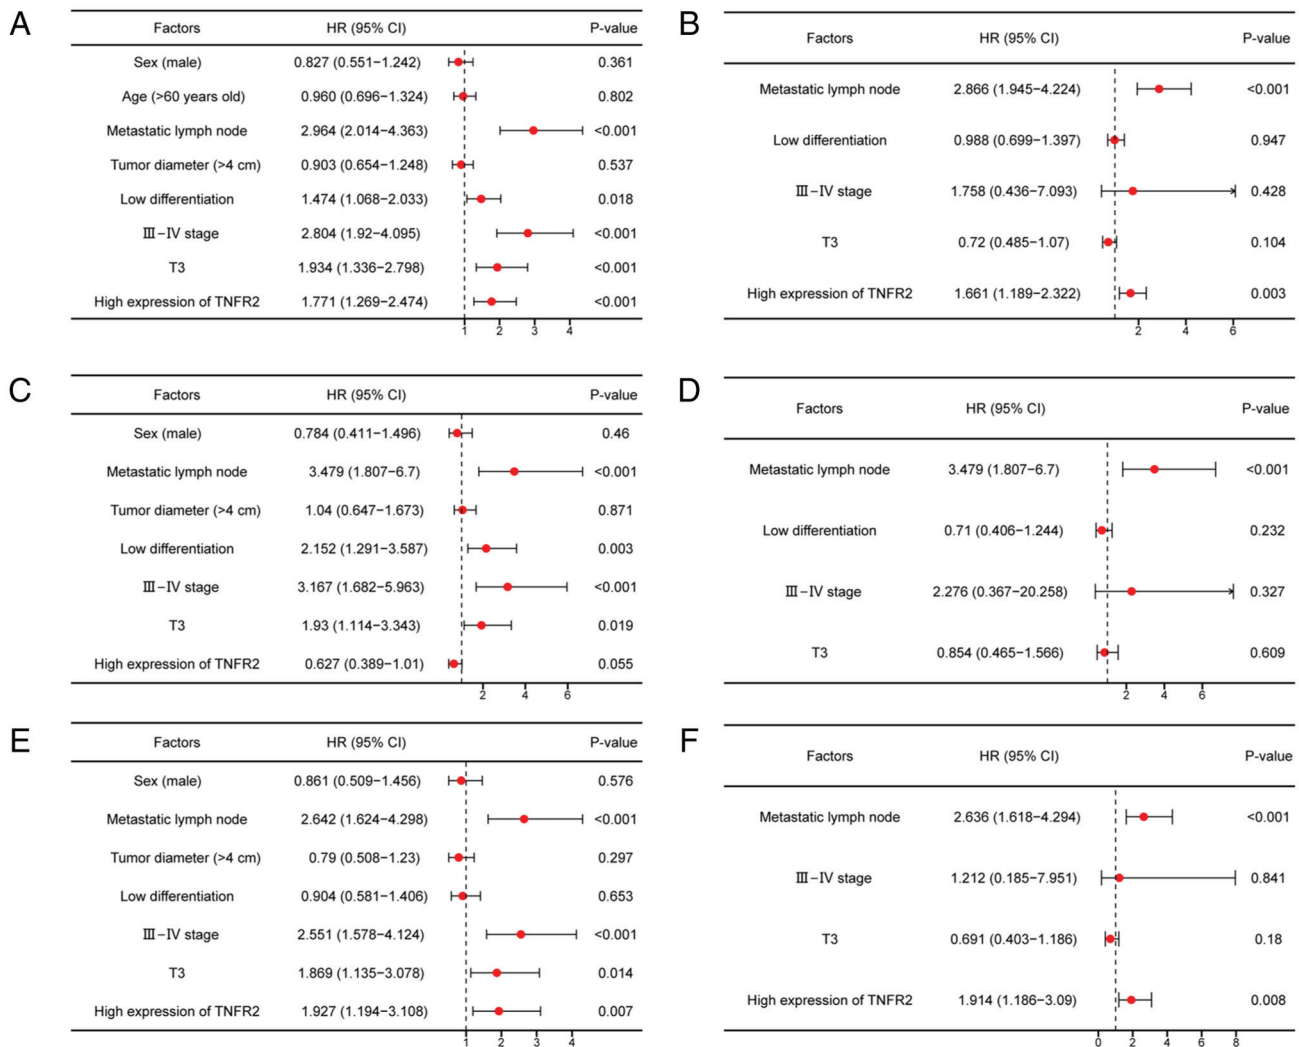 A
Factors HR (95% CI) P-value
Sex (male) 0.827 (0.551−1.242) 0.361
Age (>60 years old) 0.960 (0.696−1.324) 0.802
Metastatic lymph node 2.964 (2.014−4.363) <0.001
Tumor diameter (>4 cm) 0.903 (0.654−1.248) 0.537
Low differentiation 1.474 (1.068−2.033) 0.018
Ⅲ−Ⅳ stage 2.804 (1.92−4.095) <0.001
T3 1.934 (1.336−2.798) <0.001
High expression of TNFR2 1.771 (1.269−2.474) <0.001
1 2 3 4
B
Factors HR (95% CI) P-value
Metastatic lymph node 2.866 (1.945−4.224) <0.001
Low differentiation 0.988 (0.699−1.397) 0.947
Ⅲ−Ⅳ stage 1.758 (0.436−7.093) 0.428
T3 0.72 (0.485−1.07) 0.104
High expression of TNFR2 1.661 (1.189−2.322) 0.003
2 4 6
C
Factors HR (95% CI) P-value
Sex (male) 0.784 (0.411−1.496) 0.46
Metastatic lymph node 3.479 (1.807−6.7) <0.001
Tumor diameter (>4 cm) 1.04 (0.647−1.673) 0.871
Low differentiation 2.152 (1.291−3.587) 0.003
Ⅲ−Ⅳ stage 3.167 (1.682−5.963) <0.001
T3 1.93 (1.114−3.343) 0.019
High expression of TNFR2 0.627 (0.389−1.01) 0.055
2 4 6
D
Factors HR (95% CI) P-value
Metastatic lymph node 3.479 (1.807−6.7) <0.001
Low differentiation 0.71 (0.406−1.244) 0.232
Ⅲ−Ⅳ stage 2.276 (0.367−20.258) 0.327
T3 0.854 (0.465−1.566) 0.609
2 4 6
E
Factors HR (95% CI) P-value
Sex (male) 0.861 (0.509−1.456) 0.576
Metastatic lymph node 2.642 (1.624−4.298) <0.001
Tumor diameter (>4 cm) 0.79 (0.508−1.23) 0.297
Low differentiation 0.904 (0.581−1.406) 0.653
Ⅲ−Ⅳ stage 2.551 (1.578−4.124) <0.001
T3 1.869 (1.135−3.078) 0.014
High expression of TNFR2 1.927 (1.194−3.108) 0.007
1 2 3 4
F
Factors HR (95% CI) P-value
Metastatic lymph node 2.636 (1.618−4.294) <0.001
Ⅲ−Ⅳ stage 1.212 (0.185−7.951) 0.841
T3 0.691 (0.403−1.186) 0.18
High expression of TNFR2 1.914 (1.186−3.09) 0.008
0 2 4 6 8